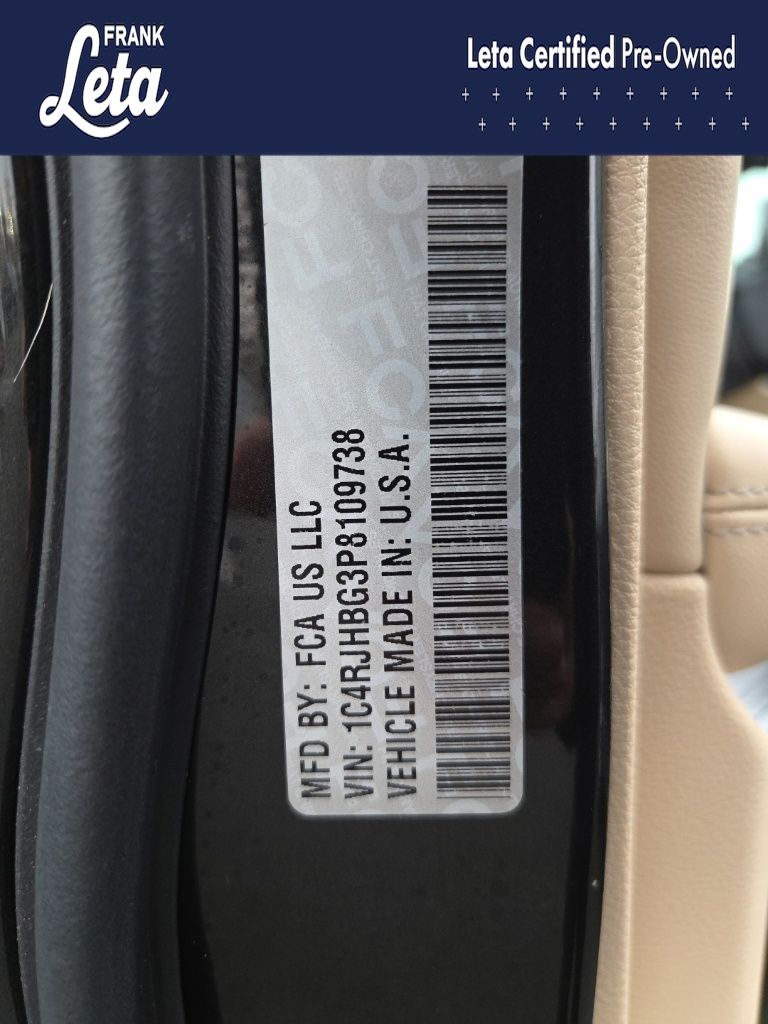 FRANK
Leta
Leta Certified Pre-Owned
MFD BY: FCA US LLC
VIN: 1C4RJHBG3P8109738
VEHICLE MADE IN: U.S.A.